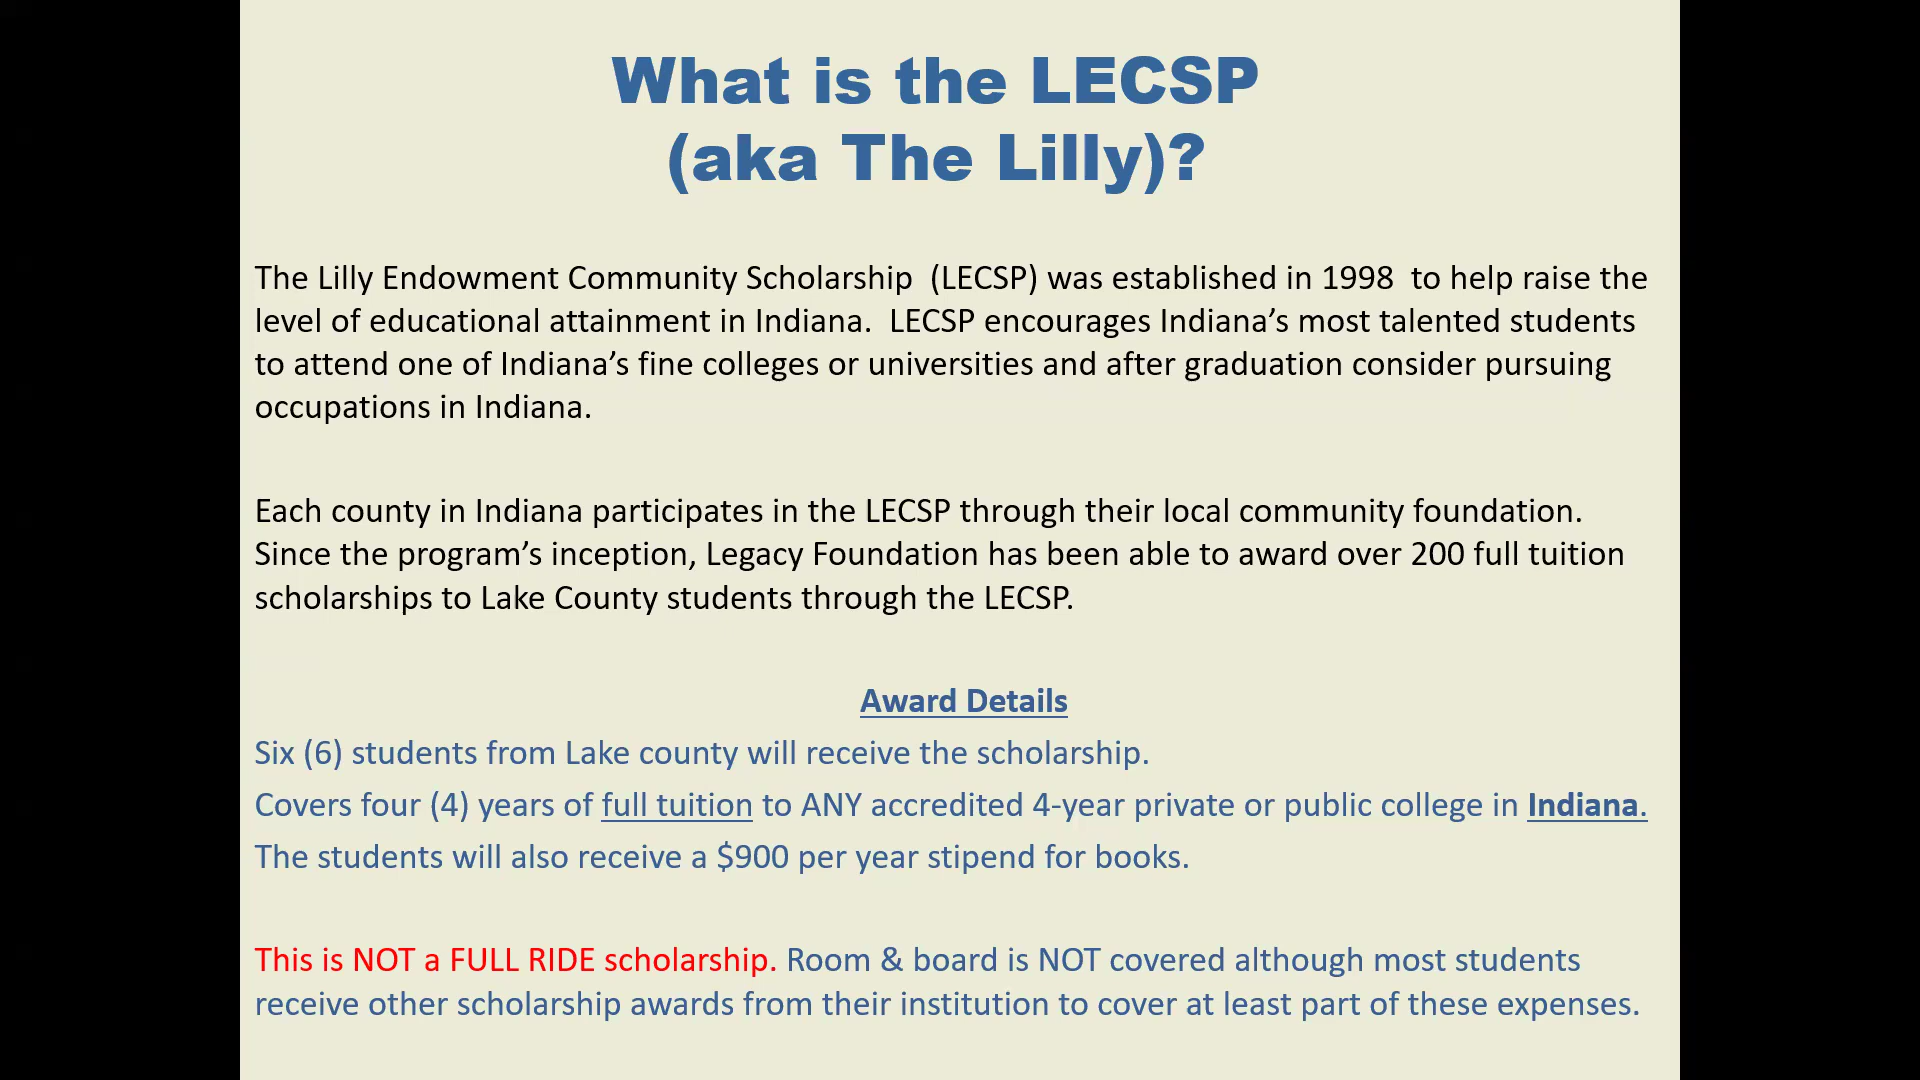 What is the LECSP
(aka The Lilly)?
The Lilly Endowment Community Scholarship  (LECSP) was established in 1998  to help raise the
level of educational attainment in Indiana.  LECSP encourages Indiana’s most talented students
to attend one of Indiana’s fine colleges or universities and after graduation consider pursuing
occupations in Indiana.
Each county in Indiana participates in the LECSP through their local community foundation.
Since the program’s inception, Legacy Foundation has been able to award over 200 full tuition
scholarships to Lake County students through the LECSP.
Award Details
Six (6) students from Lake county will receive the scholarship.
Covers four (4) years of full tuition to ANY accredited 4-year private or public college in Indiana.
The students will also receive a $900 per year stipend for books.
This is NOT a FULL RIDE scholarship. Room & board is NOT covered although most students
receive other scholarship awards from their institution to cover at least part of these expenses.